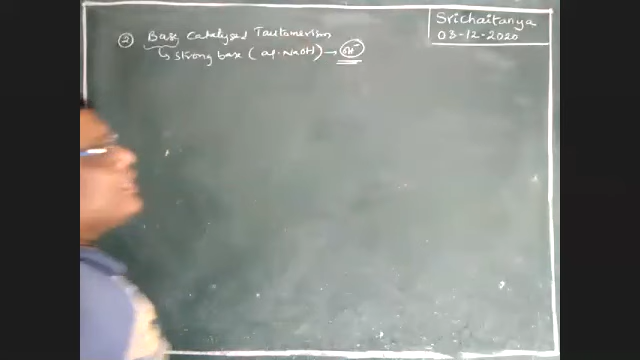 ② Base Catalysed Tautomerism
↳ strong base (aq. NaOH) → OH⁻
Srichaitanya
03-12-2020